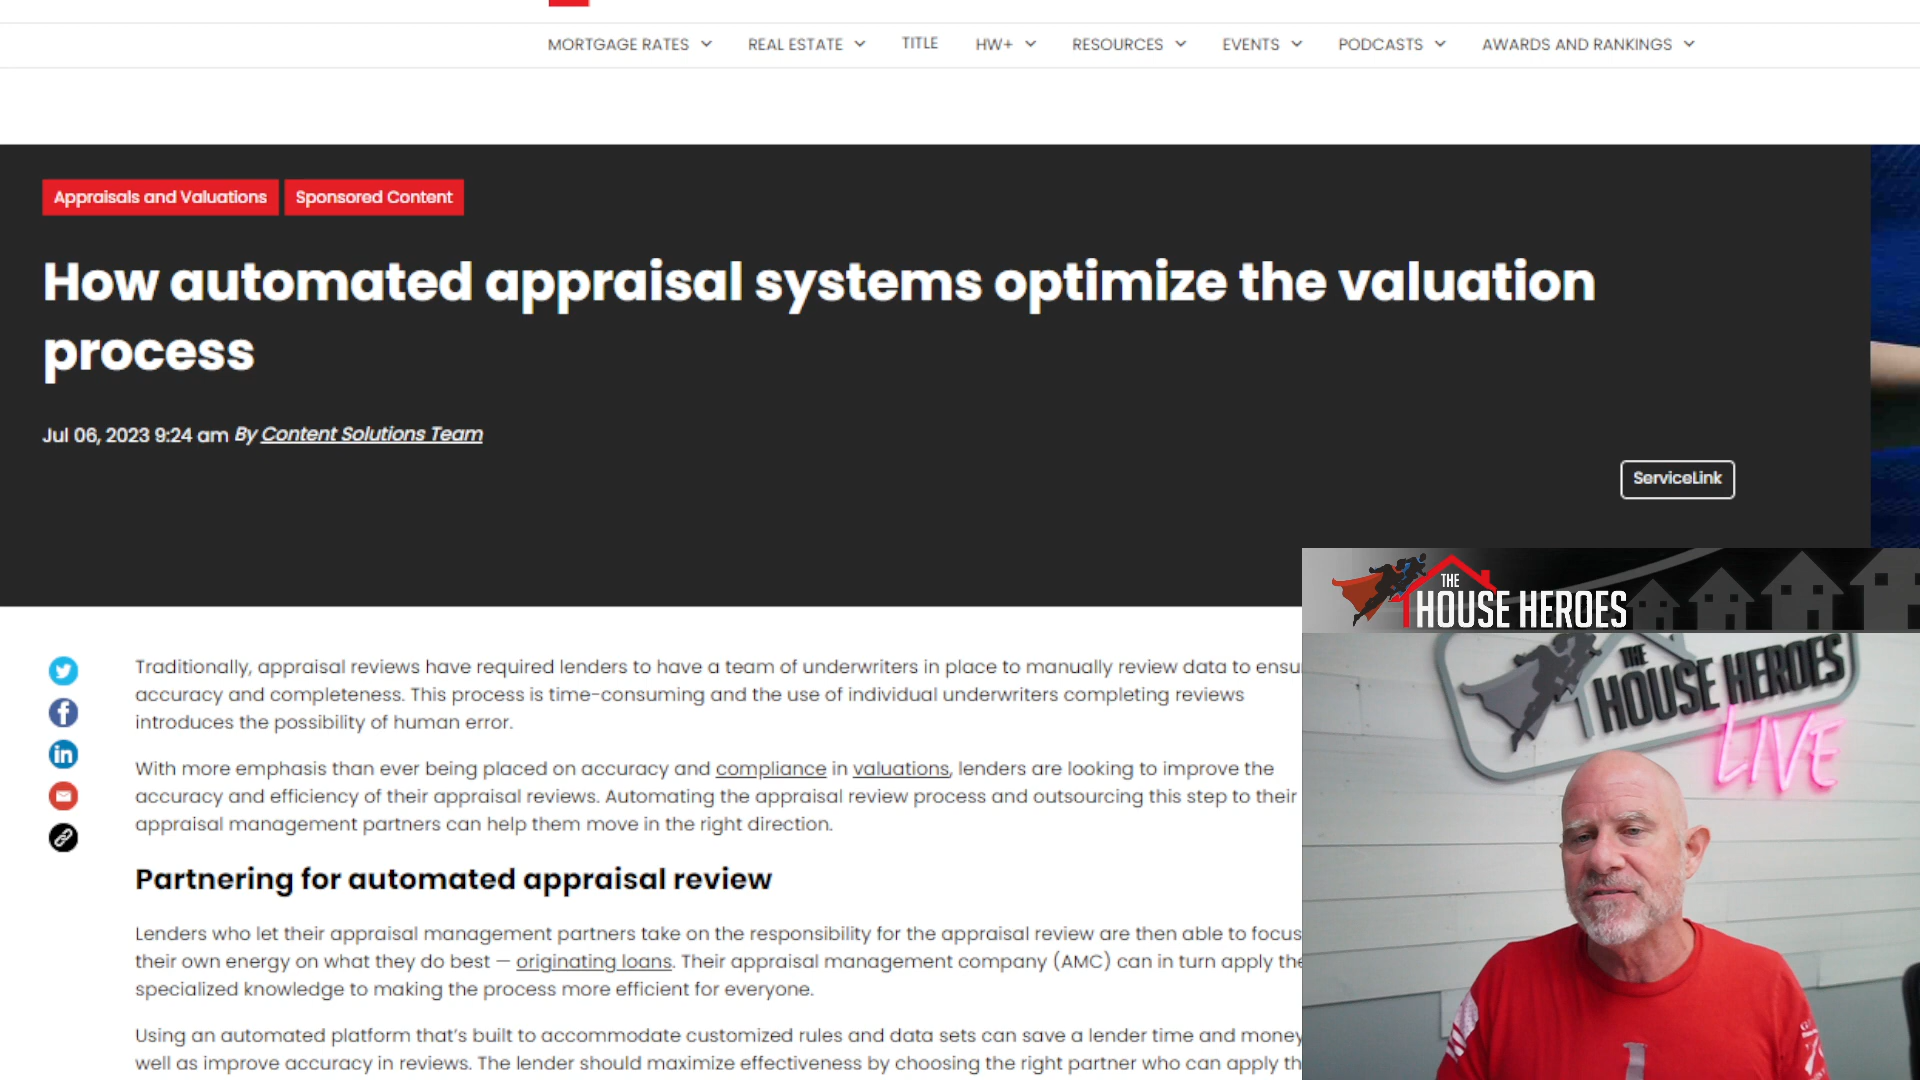 MORTGAGE RATES REAL ESTATE TITLE HW+ RESOURCES EVENTS PODCASTS AWARDS AND RANKINGS
Appraisals and Valuations Sponsored Content
How automated appraisal systems optimize the valuation
process
Jul 06, 2023 9:24 am By Content Solutions Team
ServiceLink
THE
HOUSE HEROES
THE
HOUSE HEROES
LIVE
Traditionally, appraisal reviews have required lenders to have a team of underwriters in place to manually review data to ensu
accuracy and completeness. This process is time-consuming and the use of individual underwriters completing reviews
introduces the possibility of human error.
With more emphasis than ever being placed on accuracy and compliance in valuations, lenders are looking to improve the
accuracy and efficiency of their appraisal reviews. Automating the appraisal review process and outsourcing this step to their
appraisal management partners can help them move in the right direction.
Partnering for automated appraisal review
Lenders who let their appraisal management partners take on the responsibility for the appraisal review are then able to focus
their own energy on what they do best — originating loans. Their appraisal management company (AMC) can in turn apply the
specialized knowledge to making the process more efficient for everyone.
Using an automated platform that's built to accommodate customized rules and data sets can save a lender time and money
well as improve accuracy in reviews. The lender should maximize effectiveness by choosing the right partner who can apply th